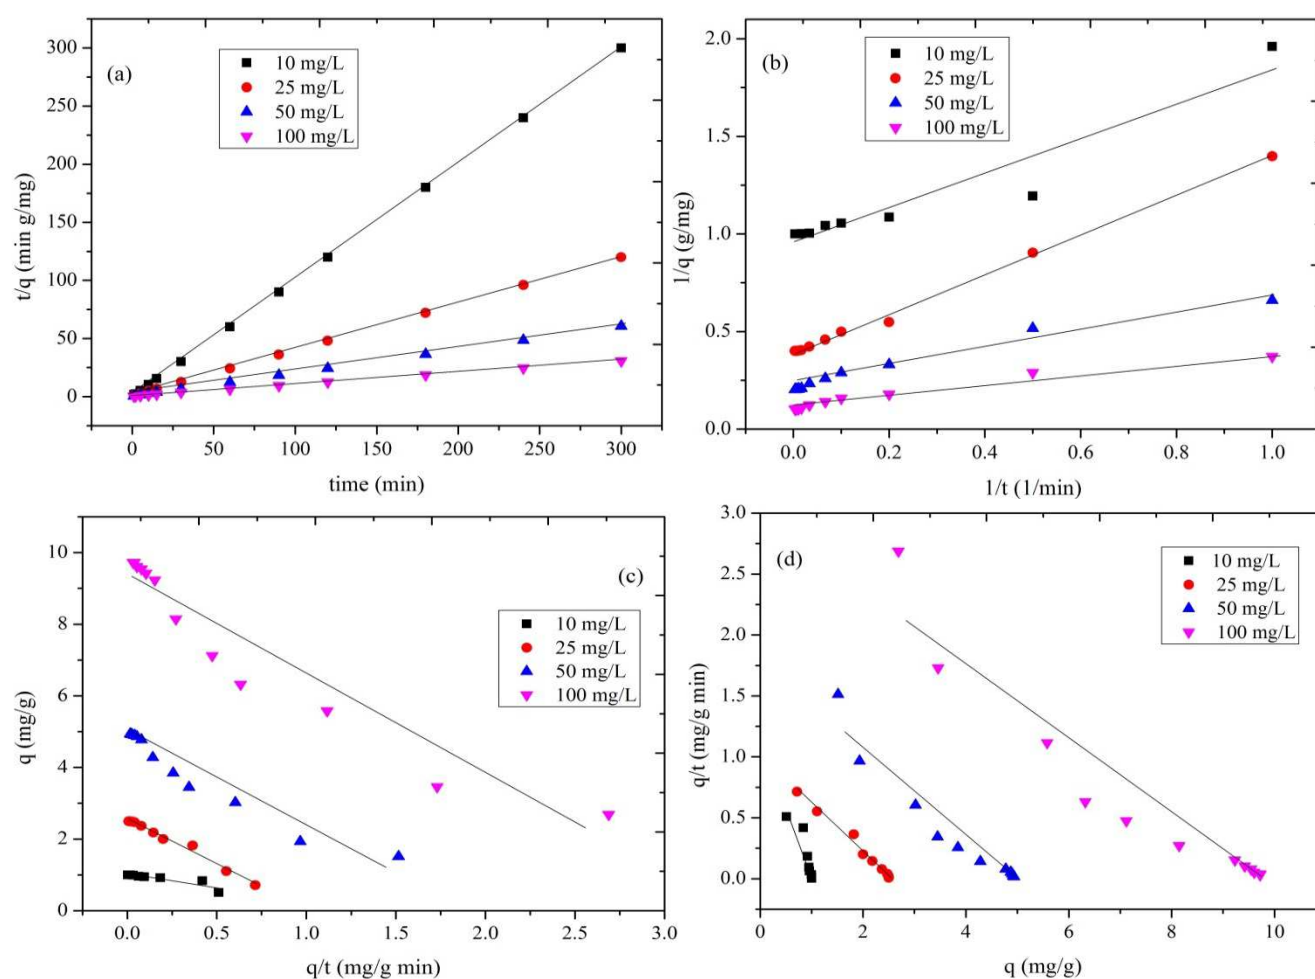 (a)
10 mg/L
25 mg/L
50 mg/L
100 mg/L
t/q (min g/mg)
300
250
200
150
100
50
0
0 50 100 150 200 250 300
time (min)
(b)
10 mg/L
25 mg/L
50 mg/L
100 mg/L
1/q (g/mg)
2.0
1.5
1.0
0.5
0.0
0.0 0.2 0.4 0.6 0.8 1.0
1/t (1/min)
(c)
10 mg/L
25 mg/L
50 mg/L
100 mg/L
q (mg/g)
10
8
6
4
2
0
0.0 0.5 1.0 1.5 2.0 2.5 3.0
q/t (mg/g min)
(d)
10 mg/L
25 mg/L
50 mg/L
100 mg/L
q/t (mg/g min)
3.0
2.5
2.0
1.5
1.0
0.5
0.0
0 2 4 6 8 10
q (mg/g)